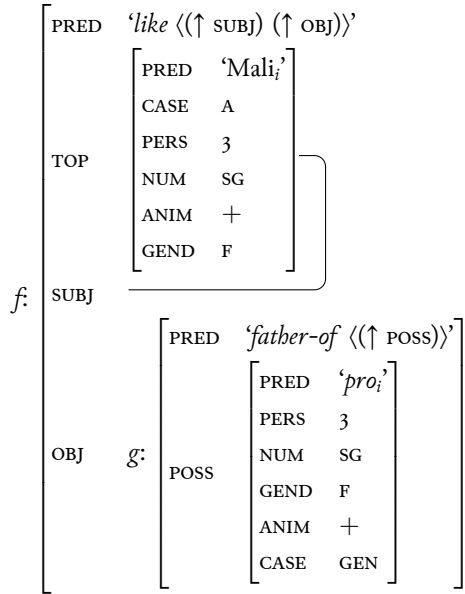 PRED ‘like ⟨(↑ SUBJ) (↑ OBJ)⟩’
PRED ‘Maliᵢ’
CASE A
PERS 3
TOP
NUM SG
ANIM +
GEND F
f: SUBJ
PRED ‘father-of ⟨(↑ POSS)⟩’
PRED ‘proᵢ’
PERS 3
OBJ g: NUM SG
POSS
GEND F
ANIM +
CASE GEN